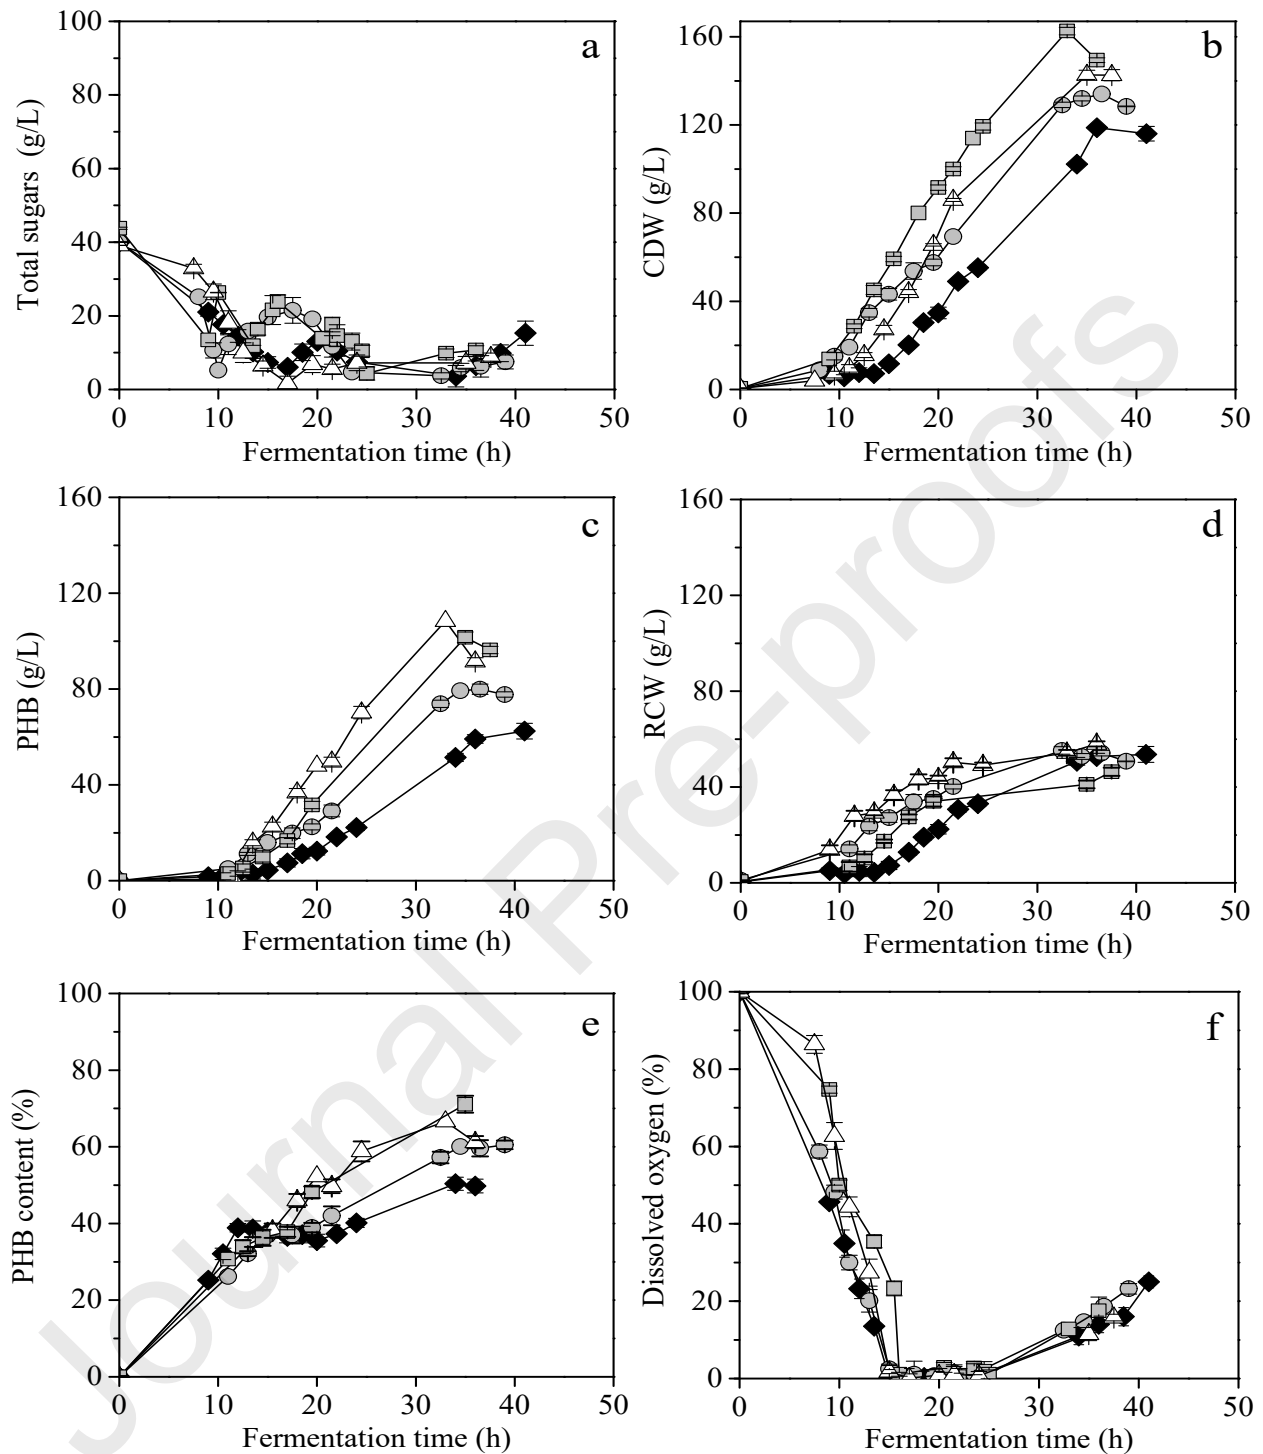 a
100
80
60
40
20
0
Total sugars (g/L)
0 10 20 30 40 50
Fermentation time (h)
b
160
120
80
40
0
CDW (g/L)
0 10 20 30 40 50
Fermentation time (h)
c
160
120
80
40
0
PHB (g/L)
0 10 20 30 40 50
Fermentation time (h)
d
160
120
80
40
0
RCW (g/L)
0 10 20 30 40 50
Fermentation time (h)
e
100
80
60
40
20
0
PHB content (%)
0 10 20 30 40 50
Fermentation time (h)
f
100
80
60
40
20
0
Dissolved oxygen (%)
0 10 20 30 40 50
Fermentation time (h)
Journal Pre-proofs